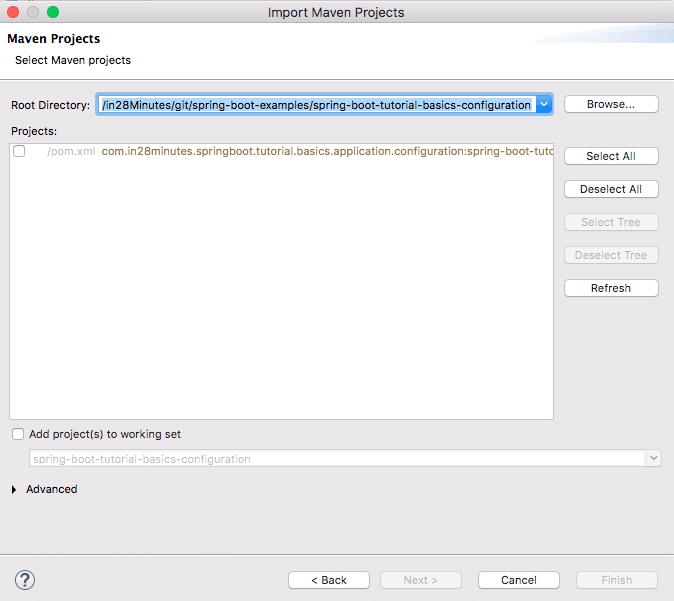 Import Maven Projects
Maven Projects
Select Maven projects
Root Directory: /in28Minutes/git/spring-boot-examples/spring-boot-tutorial-basics-configuration Browse...
Projects:
/pom.xml com.in28minutes.springboot.tutorial.basics.application.configuration:spring-boot-tuto
Select All
Deselect All
Select Tree
Deselect Tree
Refresh
Add project(s) to working set
spring-boot-tutorial-basics-configuration
Advanced
? < Back Next > Cancel Finish